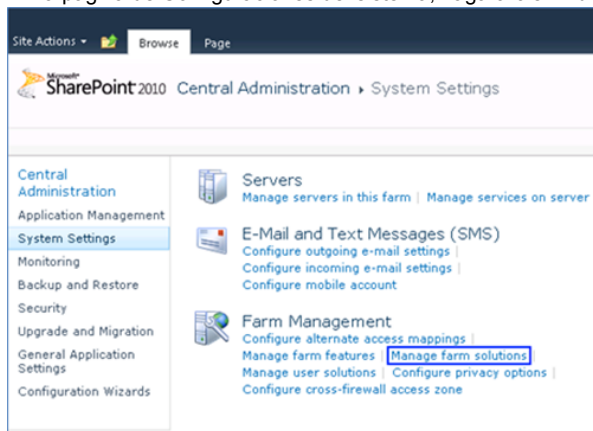 Site Actions Browse Page
Microsoft
SharePoint 2010 Central Administration ▸ System Settings
Central
Administration
Application Management
System Settings
Monitoring
Backup and Restore
Security
Upgrade and Migration
General Application
Settings
Configuration Wizards
Servers
Manage servers in this farm | Manage services on server
E-Mail and Text Messages (SMS)
Configure outgoing e-mail settings |
Configure incoming e-mail settings |
Configure mobile account
Farm Management
Configure alternate access mappings |
Manage farm features | Manage farm solutions |
Manage user solutions | Configure privacy options |
Configure cross-firewall access zone